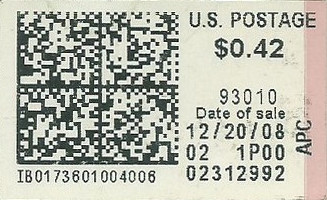 U.S. POSTAGE
$0.42
93010
Date of sale
12/20/08
02 1P00
02312992
APC
IB0173601004006